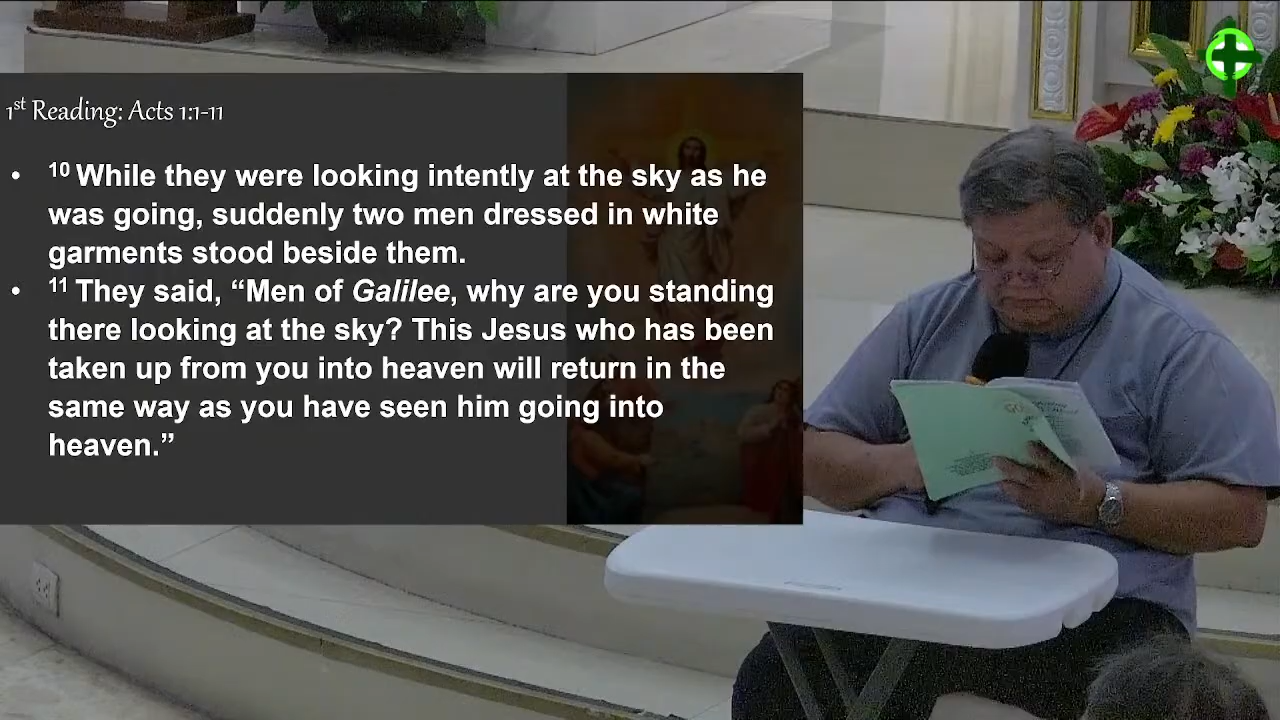 1st Reading: Acts 1:1-11
• 10 While they were looking intently at the sky as he
was going, suddenly two men dressed in white
garments stood beside them.
• 11 They said, “Men of Galilee, why are you standing
there looking at the sky? This Jesus who has been
taken up from you into heaven will return in the
same way as you have seen him going into
heaven.”